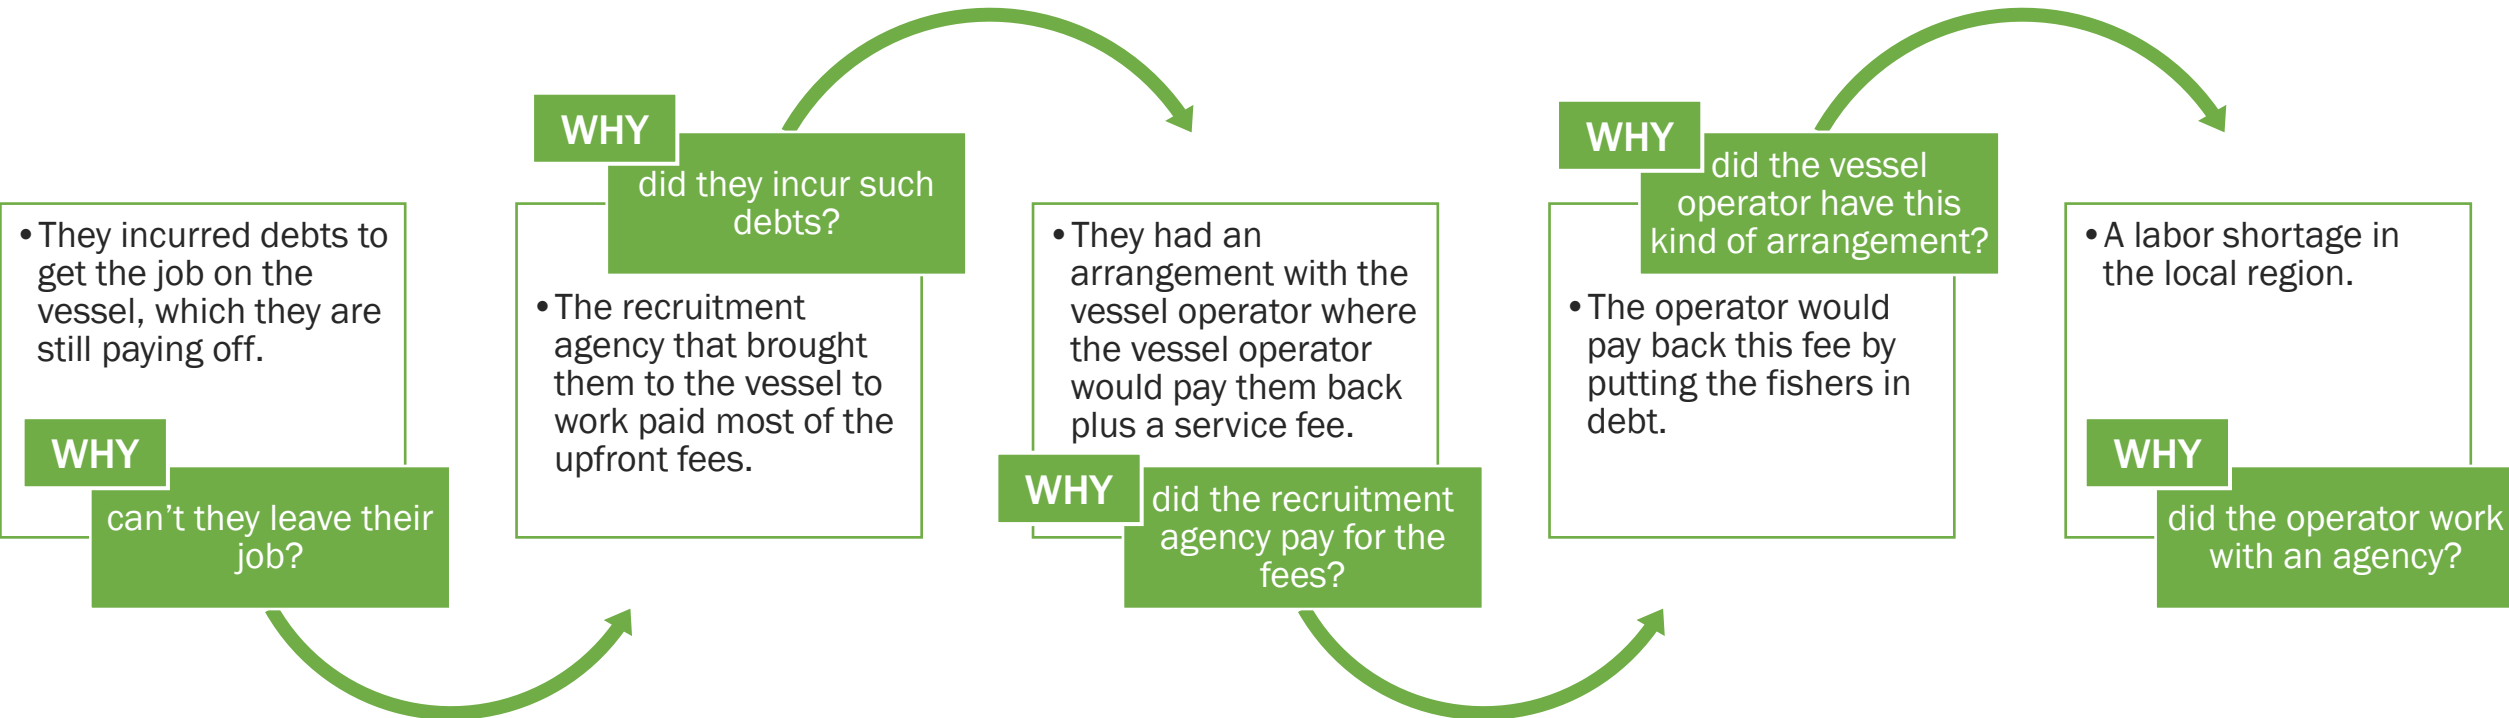 •They incurred debts to
get the job on the
vessel, which they are
still paying off.
WHY
can’t they leave their
job?
WHY
did they incur such
debts?
•The recruitment
agency that brought
them to the vessel to
work paid most of the
upfront fees.
•They had an
arrangement with the
vessel operator where
the vessel operator
would pay them back
plus a service fee.
WHY
did the recruitment
agency pay for the
fees?
WHY
did the vessel
operator have this
kind of arrangement?
•The operator would
pay back this fee by
putting the fishers in
debt.
•A labor shortage in
the local region.
WHY
did the operator work
with an agency?